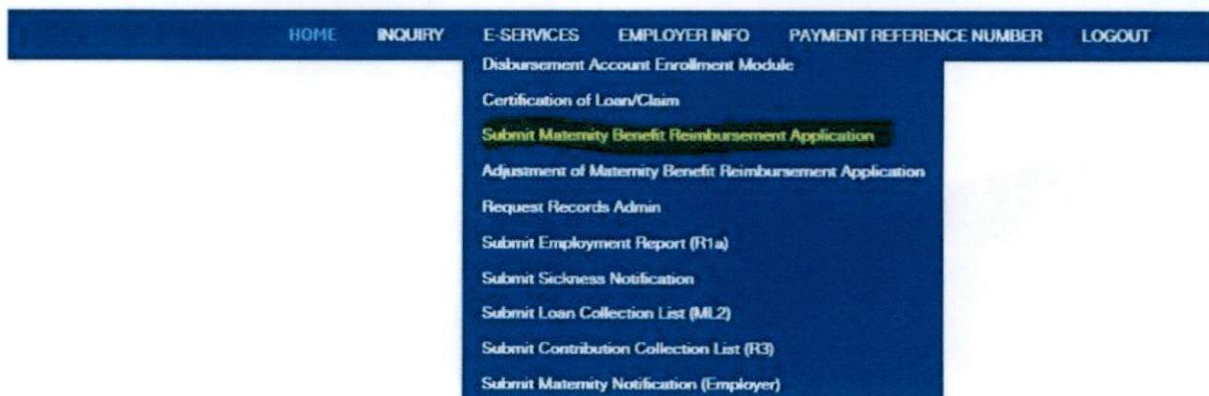 HOME INQUIRY E-SERVICES EMPLOYER INFO PAYMENT REFERENCE NUMBER LOGOUT
Disbursement Account Enrollment Module
Certification of Loan/Claim
Submit Maternity Benefit Reimbursement Application
Adjustment of Maternity Benefit Reimbursement Application
Request Records Admin
Submit Employment Report (R1a)
Submit Sickness Notification
Submit Loan Collection List (ML2)
Submit Contribution Collection List (R3)
Submit Maternity Notification (Employer)